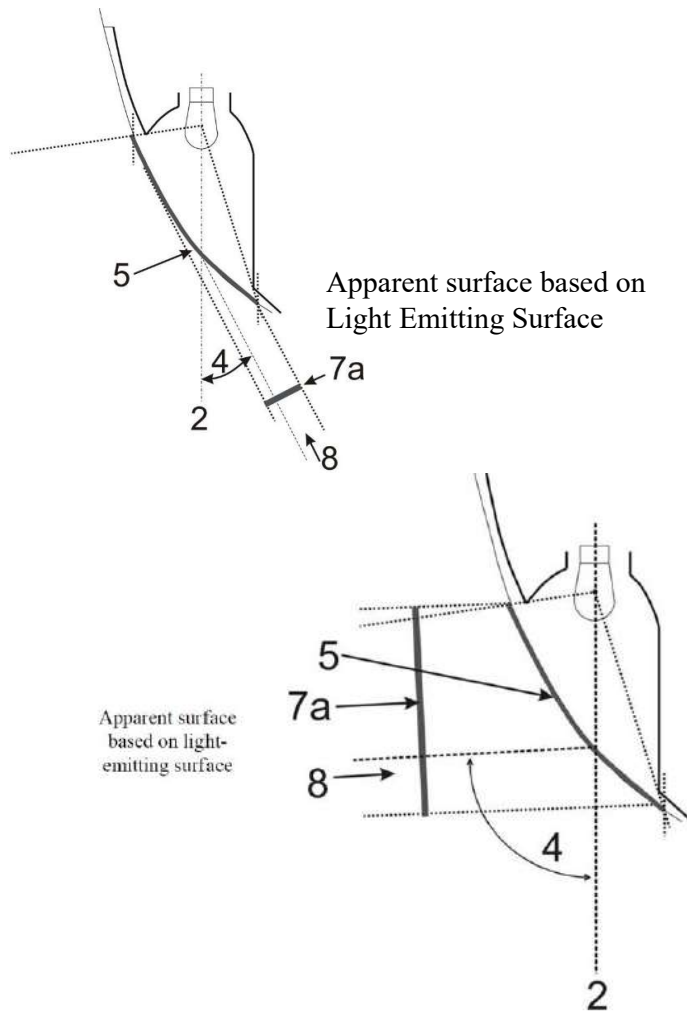 5
Apparent surface based on
Light Emitting Surface
4
7a
2
8
5
7a
Apparent surface
based on light-
emitting surface
8
4
2